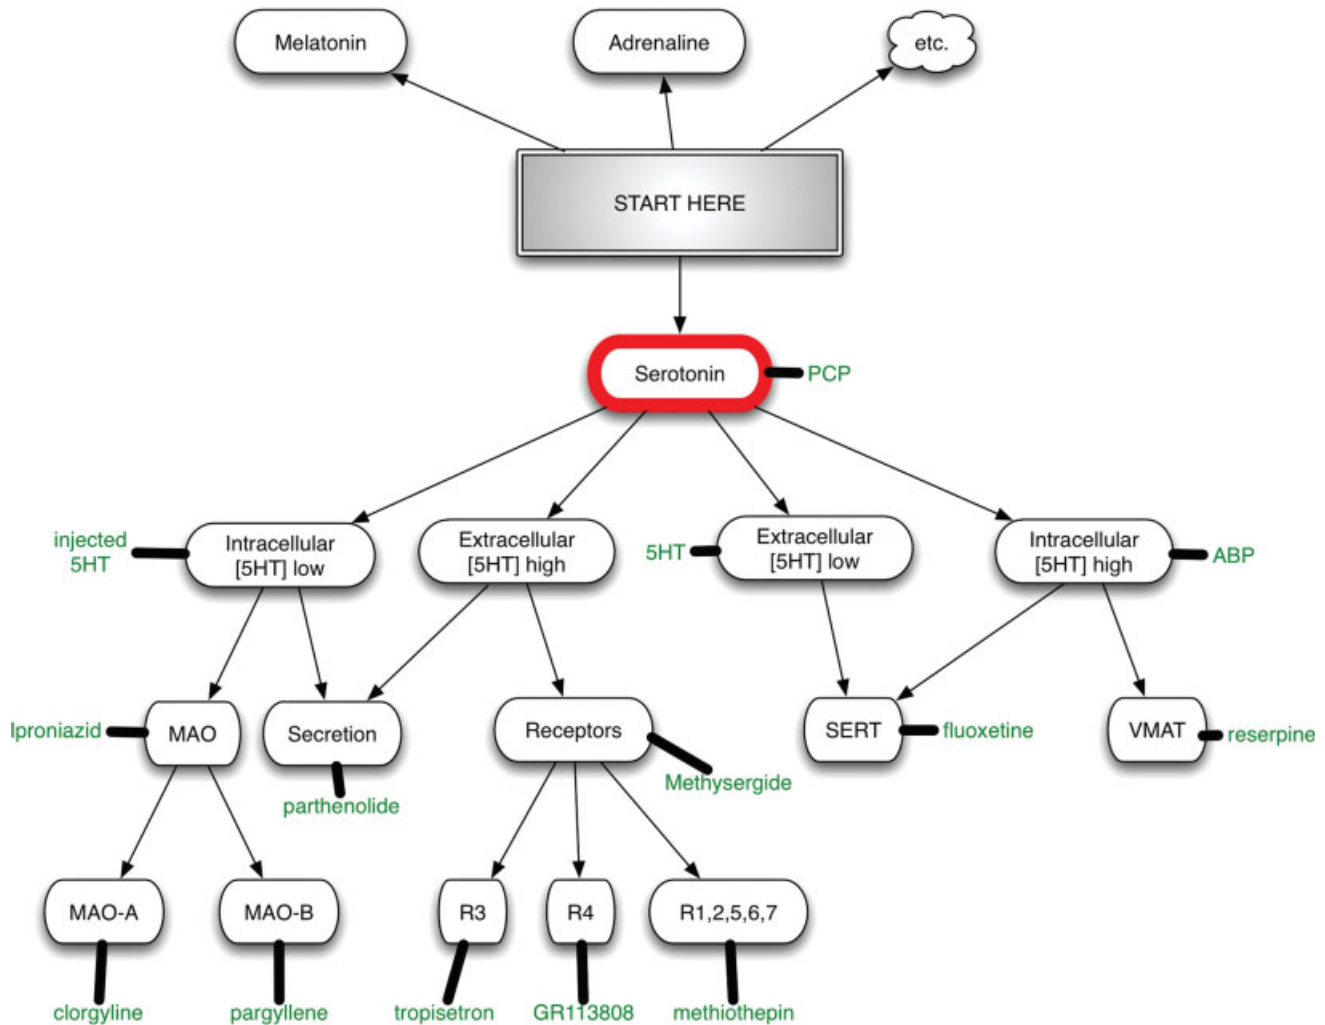 Melatonin
Adrenaline
etc.
START HERE
Serotonin
PCP
injected
5HT
Intracellular
[5HT] low
Extracellular
[5HT] high
5HT
Extracellular
[5HT] low
Intracellular
[5HT] high
ABP
Iproniazid
MAO
Secretion
parthenolide
Receptors
Methysergide
SERT
fluoxetine
VMAT
reserpine
MAO-A
MAO-B
R3
R4
R1,2,5,6,7
clorgyline
pargyllene
tropisetron
GR113808
methiothepin